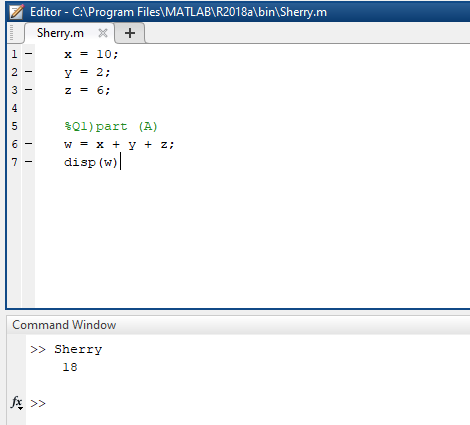 Editor - C:\Program Files\MATLAB\R2018a\bin\Sherry.m
Sherry.m × +
1 – x = 10;
2 – y = 2;
3 – z = 6;
4
5 %Q1)part (A)
6 – w = x + y + z;
7 – disp(w)
Command Window
>> Sherry
18
fx >>